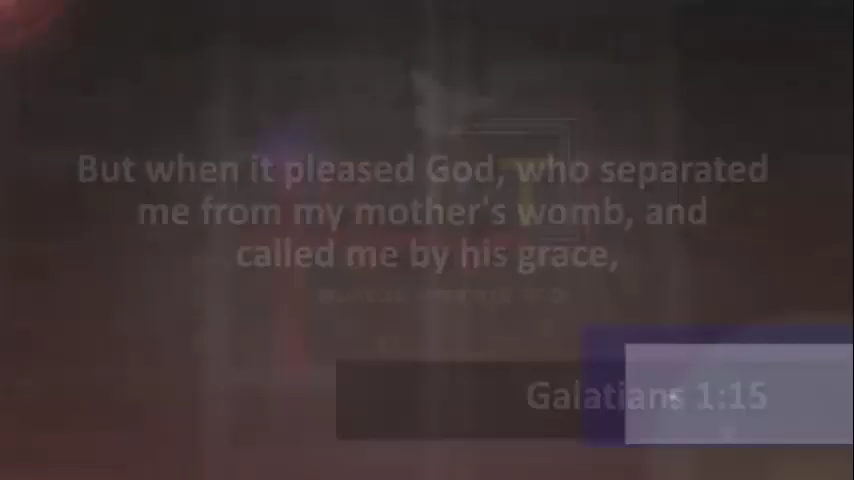 But when it pleased God, who separated
me from my mother's womb, and
called me by his grace,
Galatians 1:15